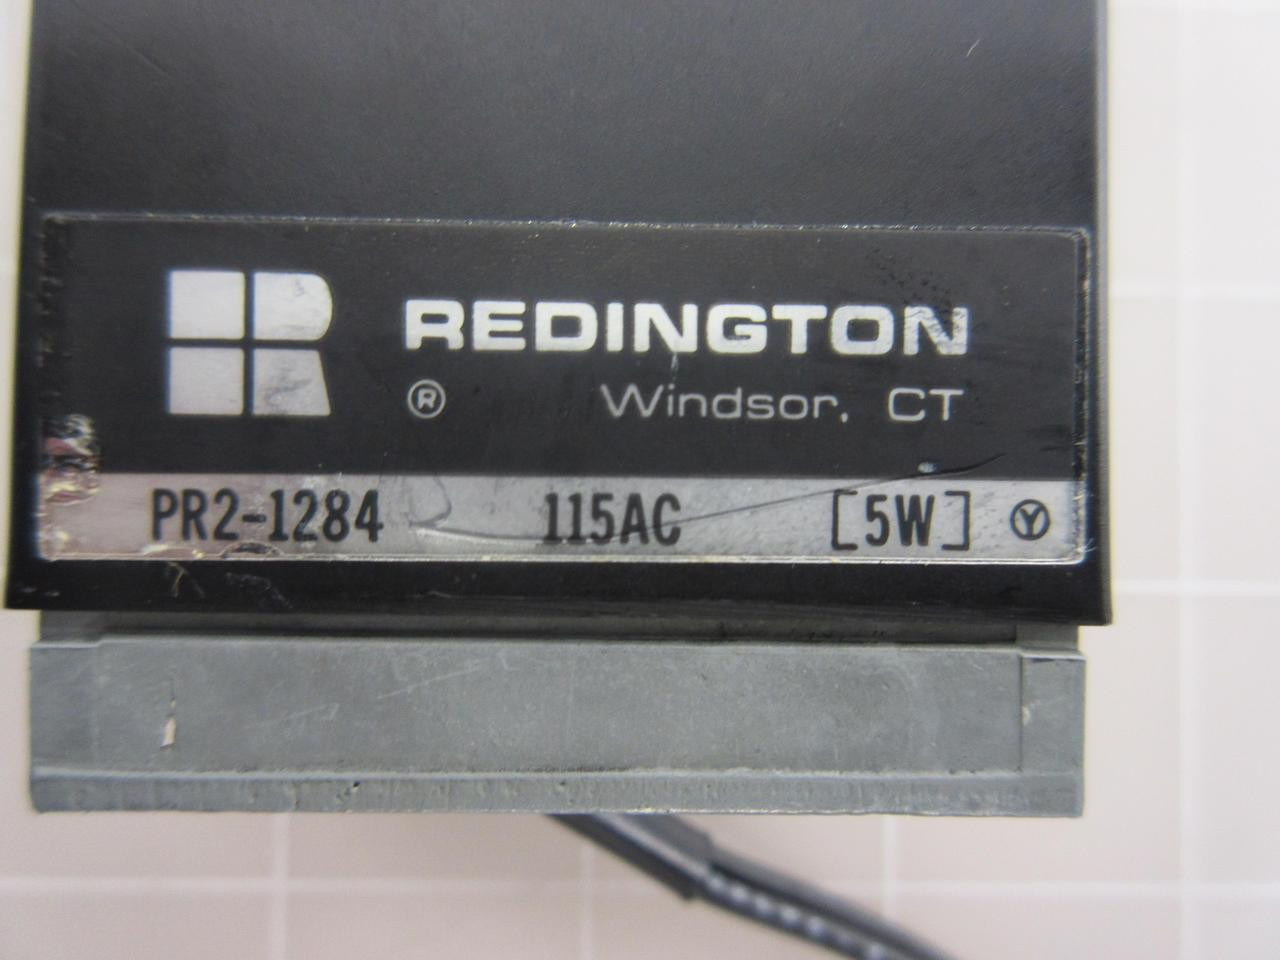 REDINGTON
® Windsor, CT
PR2-1284 115AC [5W] Ⓨ